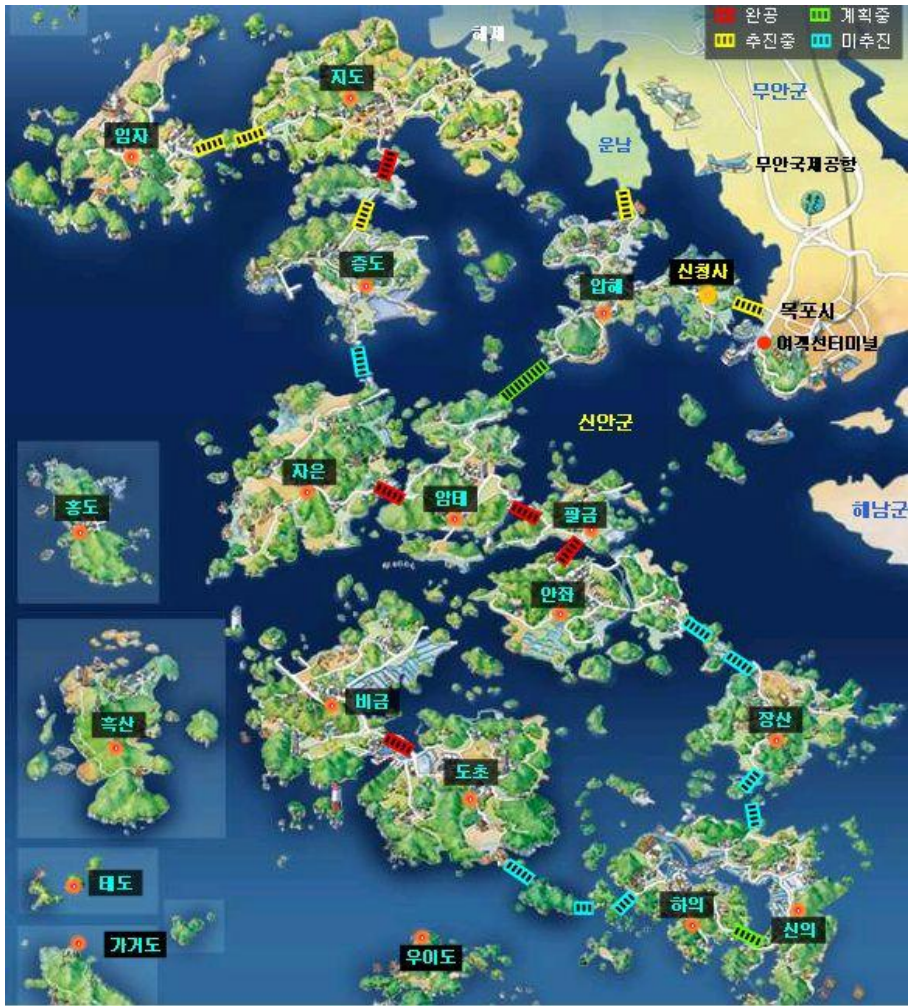 완공
계획중
추진중
미추진
해제
지도
무안군
임자
운남
무안국제공항
증도
압해
신청사
목포시
여객선터미널
신안군
자은
암태
팔금
해남군
홍도
안좌
비금
흑산
장산
도초
태도
하의
신의
가거도
우이도